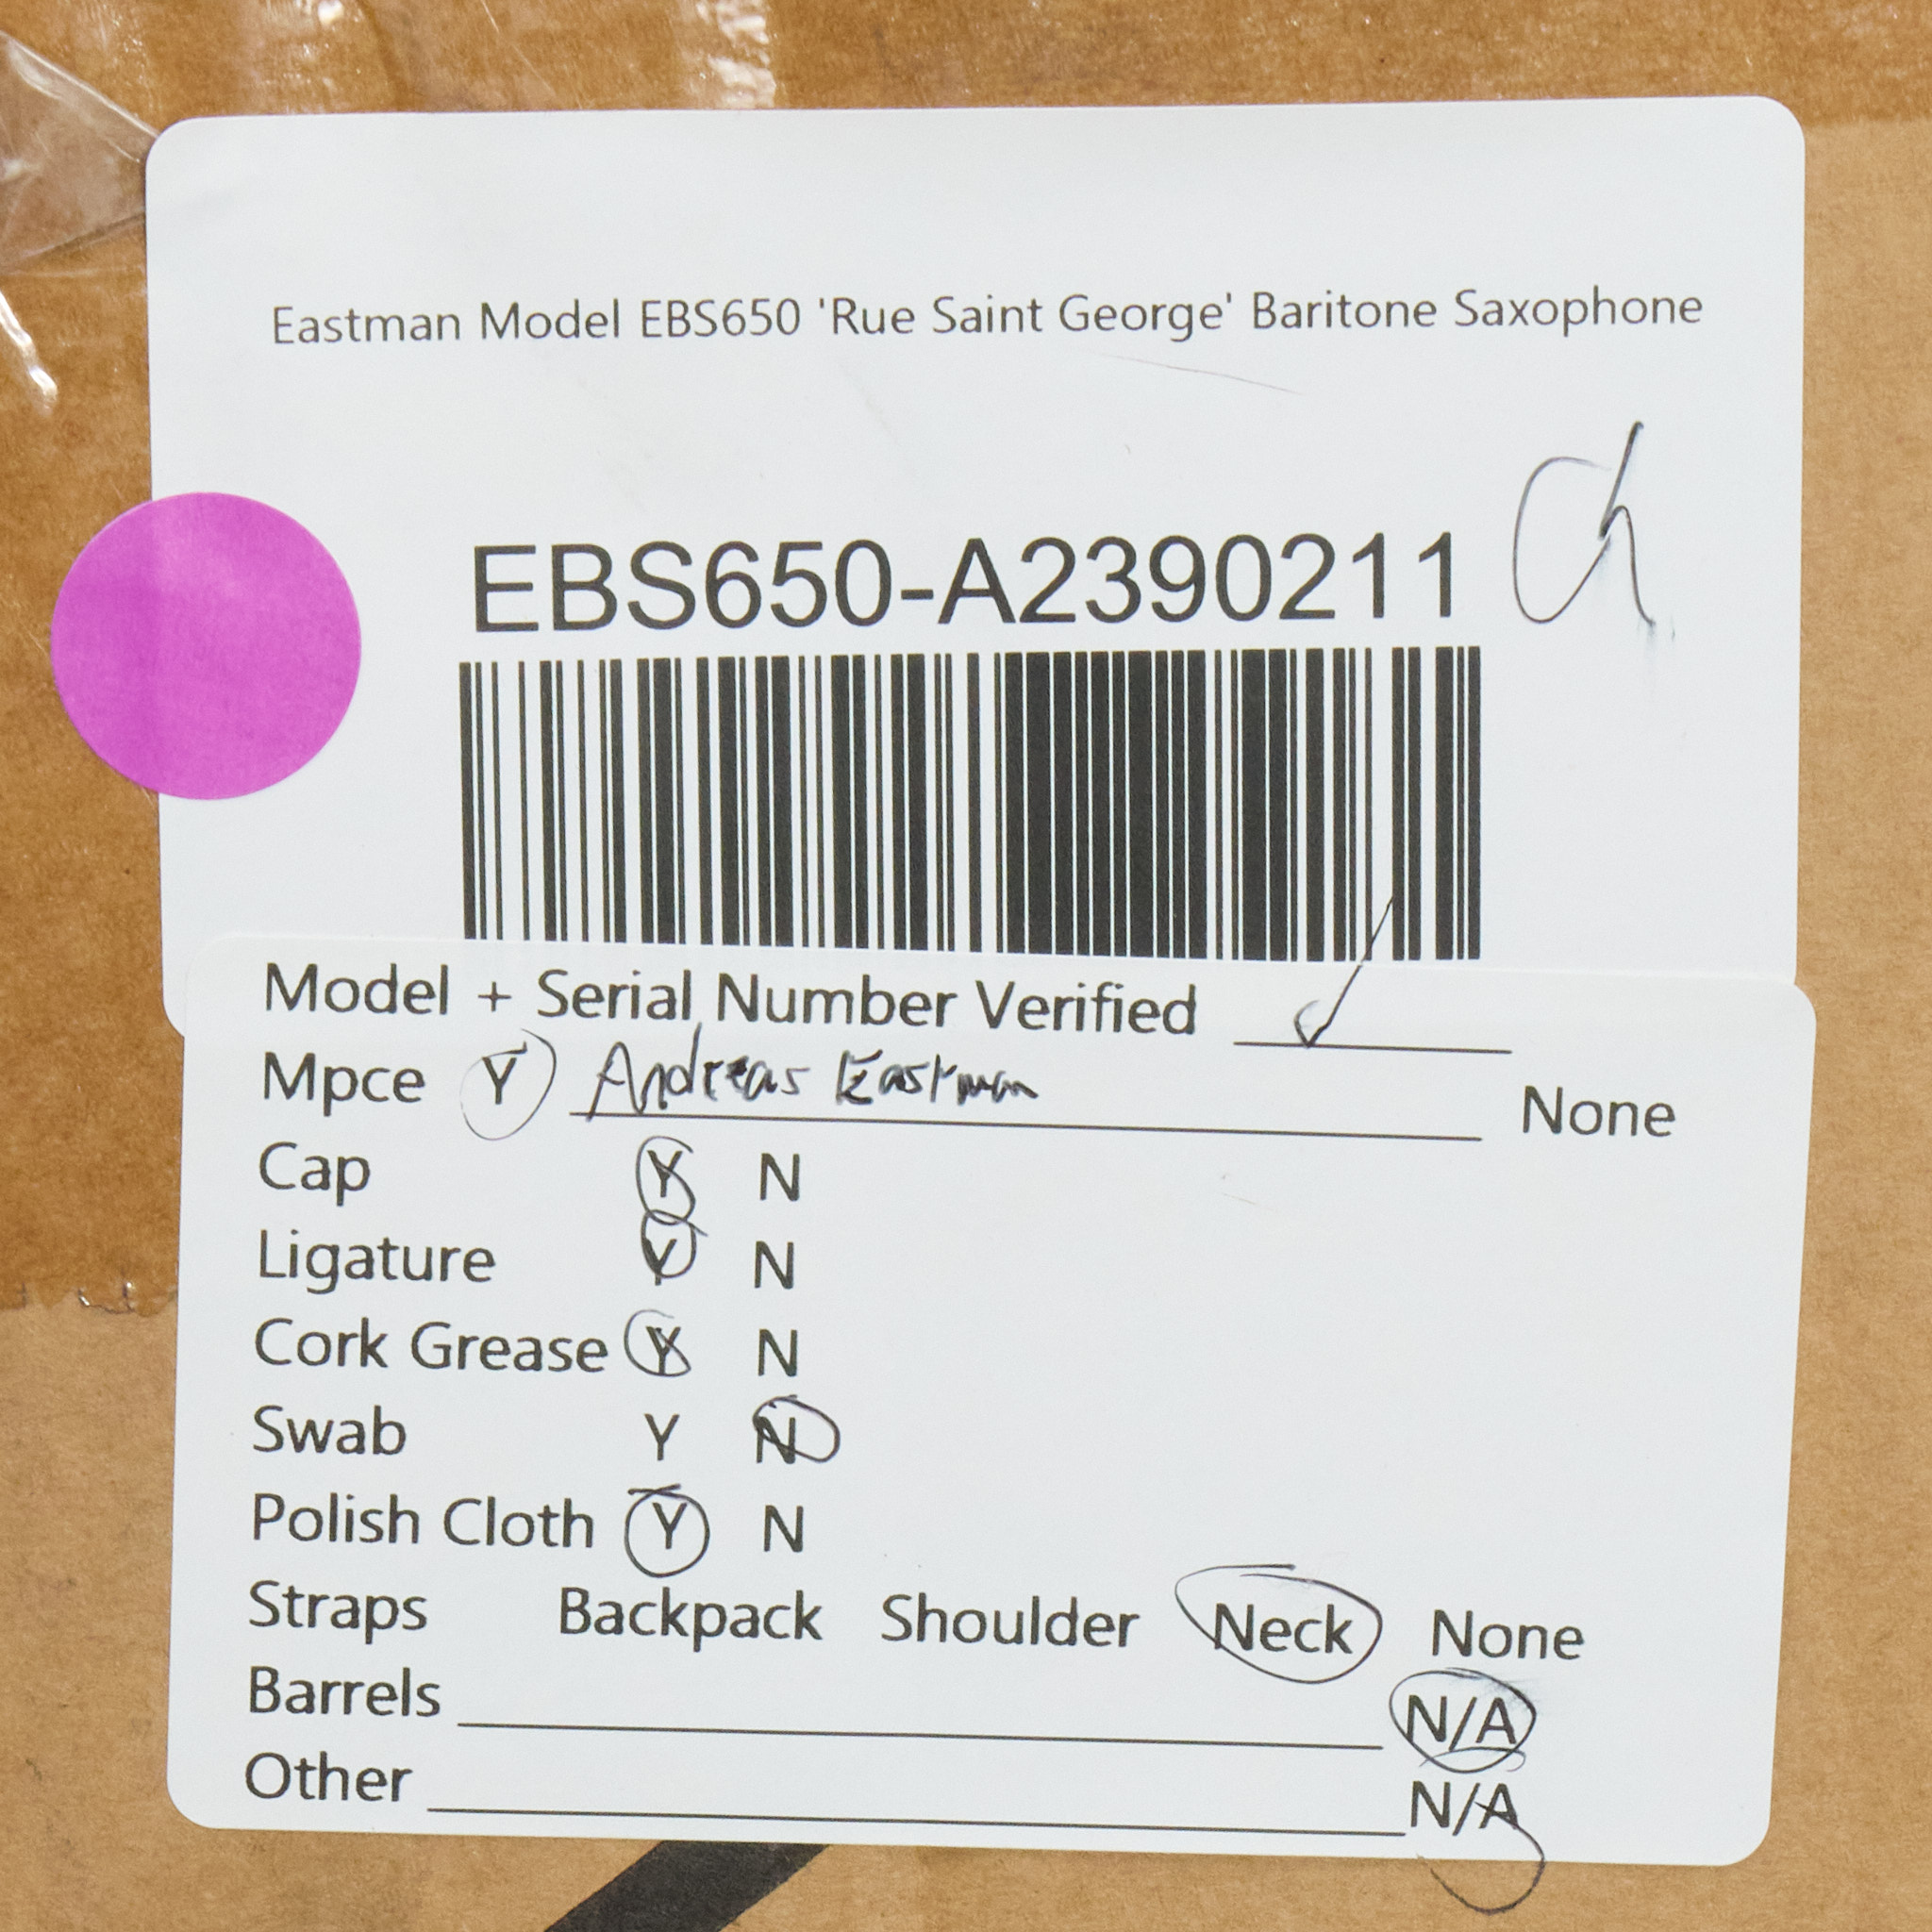 Eastman Model EBS650 'Rue Saint George' Baritone Saxophone
EBS650-A2390211
Model + Serial Number Verified
Mpce Y Andreas Eastman None
Cap Y N
Ligature Y N
Cork Grease Y N
Swab Y N
Polish Cloth Y N
Straps Backpack Shoulder Neck None
Barrels N/A
Other N/A